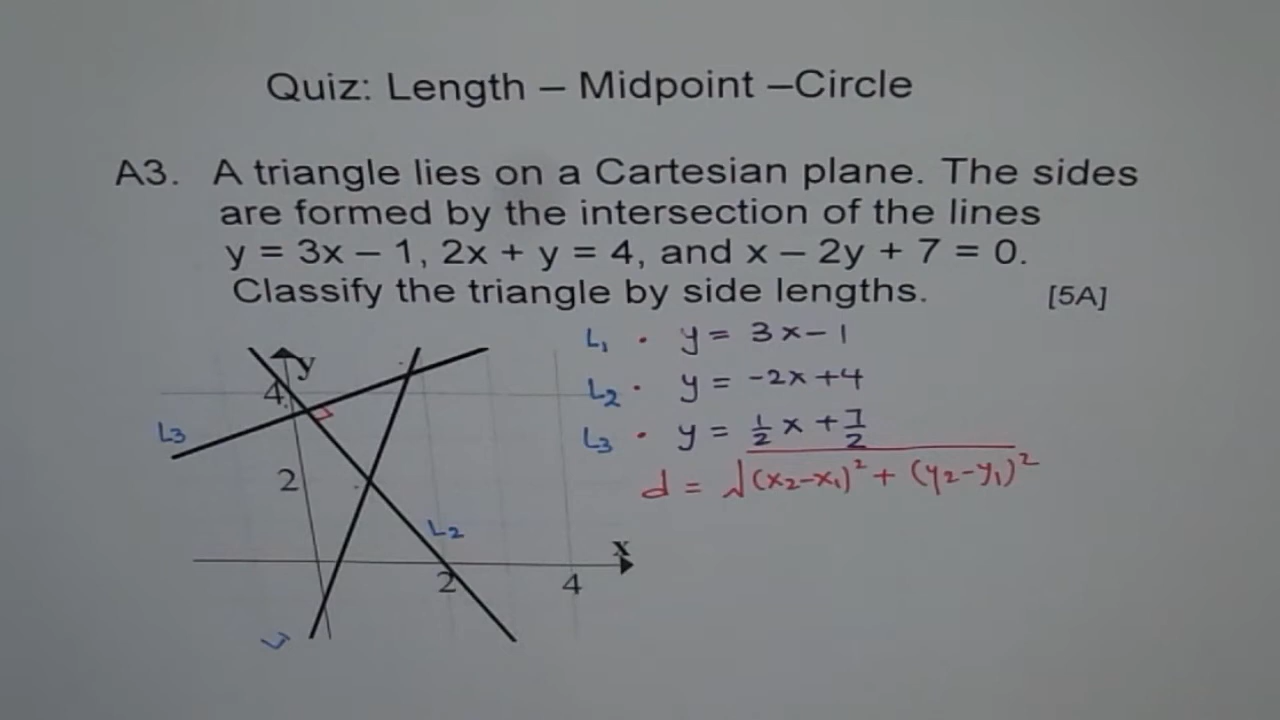 Quiz: Length – Midpoint –Circle
A3. A triangle lies on a Cartesian plane. The sides
are formed by the intersection of the lines
y = 3x – 1, 2x + y = 4, and x – 2y + 7 = 0.
Classify the triangle by side lengths. [5A]
L₁ · y = 3x-1
L₂ · y = -2x+4
L₃ · y = 1/2 x + 7/2
d = √(x₂-x₁)² + (y₂-y₁)²
y
4
L3
2
L2
x
2
4